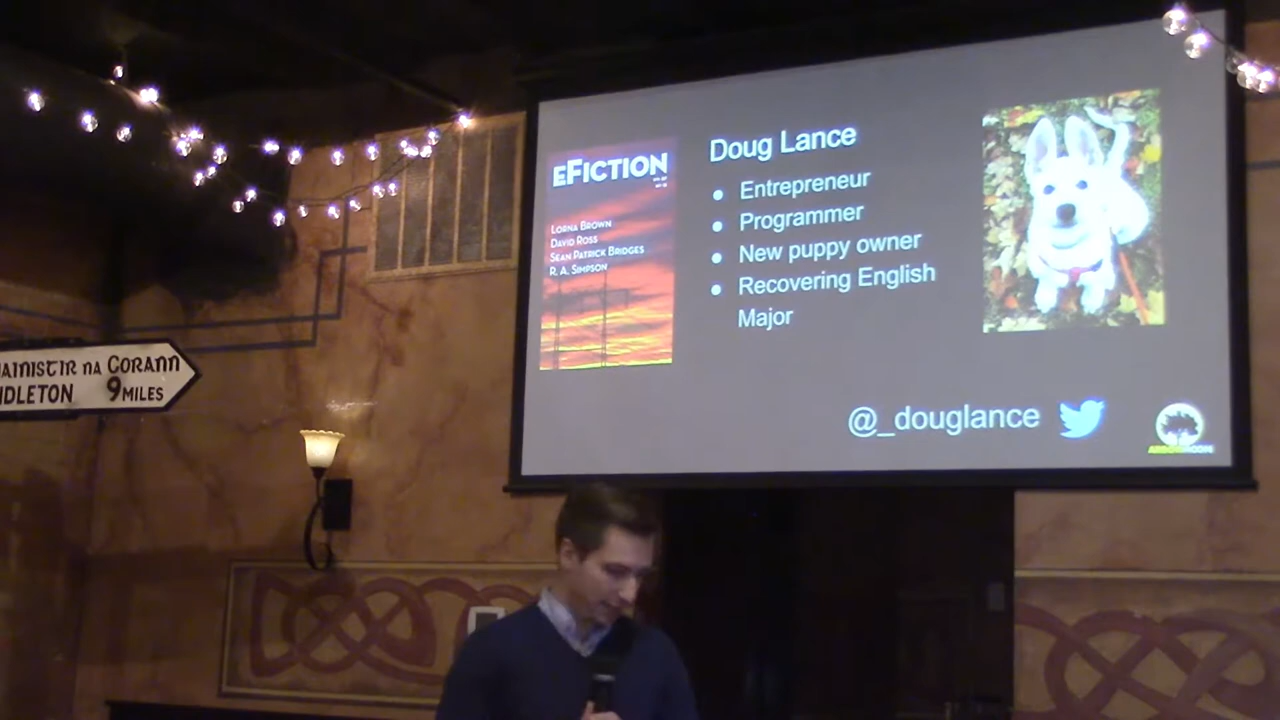 AINISTIR NA CORANN
DLETON 9 MILES
eFICTION
LORNA BROWN
DAVID ROSS
SEAN PATRICK BRIDGES
R. A. SIMPSON
Doug Lance
● Entrepreneur
● Programmer
● New puppy owner
● Recovering English
Major
@_douglance